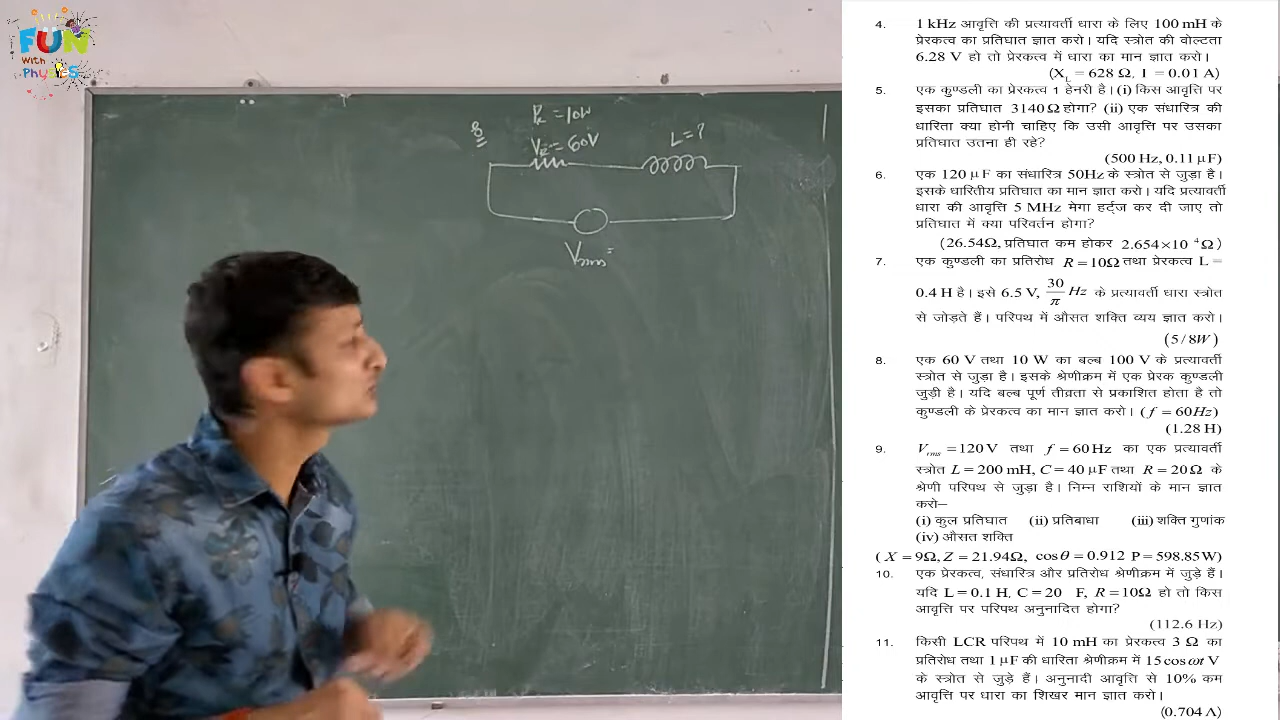 FUN
With
Physics
8
P_R = 10W
V_R = 60V
L = ?
V_rms =
4. 1 kHz आवृत्ति की प्रत्यावर्ती धारा के लिए 100 mH के
प्रेरकत्व का प्रतिघात ज्ञात करो। यदि स्त्रोत की वोल्टता
6.28 V हो तो प्रेरकत्व में धारा का मान ज्ञात करो।
(X_L = 628 Ω, I = 0.01 A)
5. एक कुण्डली का प्रेरकत्व 1 हेनरी है। (i) किस आवृत्ति पर
इसका प्रतिघात 3140 Ω होगा? (ii) एक संधारित्र की
धारिता क्या होनी चाहिए कि उसी आवृत्ति पर उसका
प्रतिघात उतना ही रहे?
(500 Hz, 0.11 μF)
6. एक 120 μF का संधारित्र 50Hz के स्त्रोत से जुड़ा है।
इसके धारितीय प्रतिघात का मान ज्ञात करो। यदि प्रत्यावर्ती
धारा की आवृत्ति 5 MHz मेगा हर्ट्ज कर दी जाए तो
प्रतिघात में क्या परिवर्तन होगा?
(26.54Ω, प्रतिघात कम होकर 2.654×10 ⁴ Ω)
7. एक कुण्डली का प्रतिरोध R = 10Ω तथा प्रेरकत्व L =
0.4 H है। इसे 6.5 V, 30/π Hz के प्रत्यावर्ती धारा स्त्रोत
से जोड़ते हैं। परिपथ में औसत शक्ति व्यय ज्ञात करो।
(5 / 8W)
8. एक 60 V तथा 10 W का बल्ब 100 V के प्रत्यावर्ती
स्त्रोत से जुड़ा है। इसके श्रेणीक्रम में एक प्रेरक कुण्डली
जुड़ी है। यदि बल्ब पूर्ण तीव्रता से प्रकाशित होता है तो
कुण्डली के प्रेरकत्व का मान ज्ञात करो। (f = 60Hz)
(1.28 H)
9. V_rms = 120 V तथा f = 60 Hz का एक प्रत्यावर्ती
स्त्रोत L = 200 mH, C = 40 μF तथा R = 20 Ω के
श्रेणी परिपथ से जुड़ा है। निम्न राशियों के मान ज्ञात
करो–
(i) कुल प्रतिघात (ii) प्रतिबाधा (iii) शक्ति गुणांक
(iv) औसत शक्ति
( X = 9Ω, Z = 21.94Ω, cosθ = 0.912 P = 598.85W)
10. एक प्रेरकत्व, संधारित्र और प्रतिरोध श्रेणीक्रम में जुड़े हैं।
यदि L = 0.1 H, C = 20 F, R = 10Ω हो तो किस
आवृत्ति पर परिपथ अनुनादित होगा?
(112.6 Hz)
11. किसी LCR परिपथ में 10 mH का प्रेरकत्व 3 Ω का
प्रतिरोध तथा 1 μF की धारिता श्रेणीक्रम में 15 cos ωt V
के स्त्रोत से जुड़े हैं। अनुनादी आवृत्ति से 10% कम
आवृत्ति पर धारा का शिखर मान ज्ञात करो।
(0.704 A)